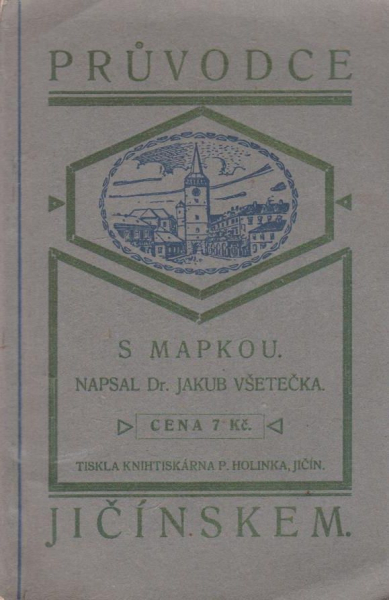 PRŮVODCE
S MAPKOU.
NAPSAL Dr. JAKUB VŠETEČKA.
CENA 7 Kč.
TISKLA KNIHTISKÁRNA P. HOLINKA, JIČÍN.
JIČÍNSKEM.